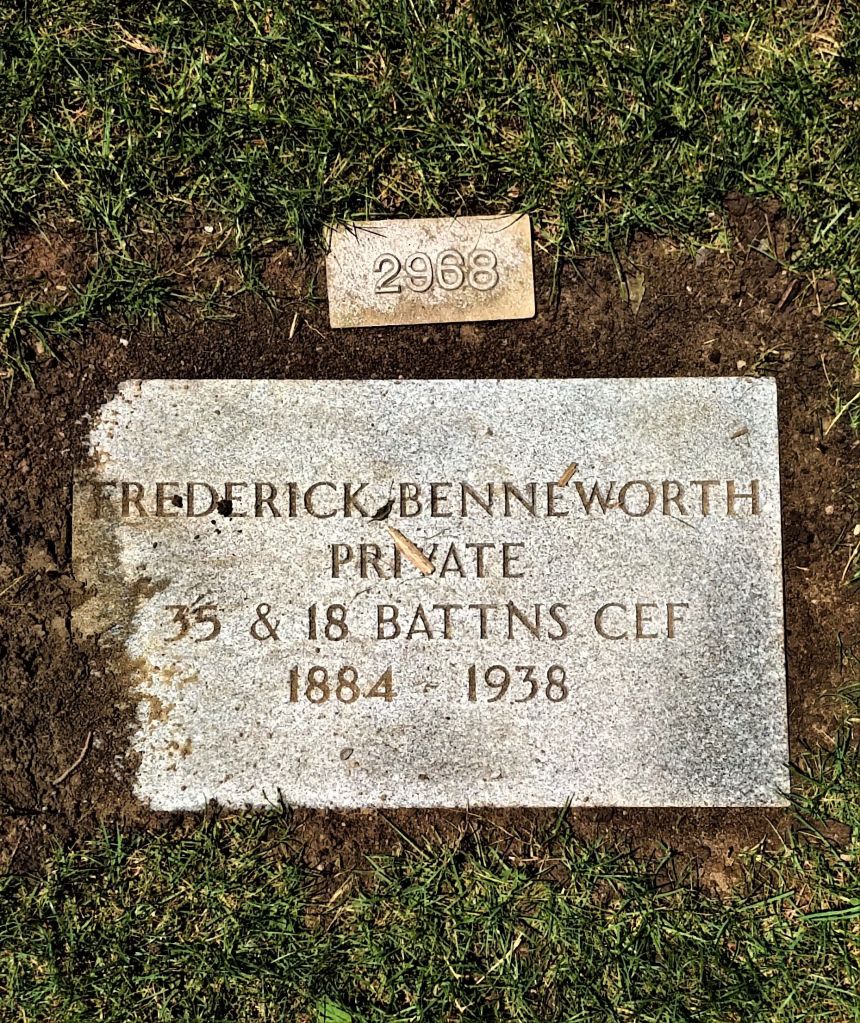 2968
FREDERICK BENNEWORTH
PRIVATE
35 & 18 BATTNS CEF
1884 - 1938